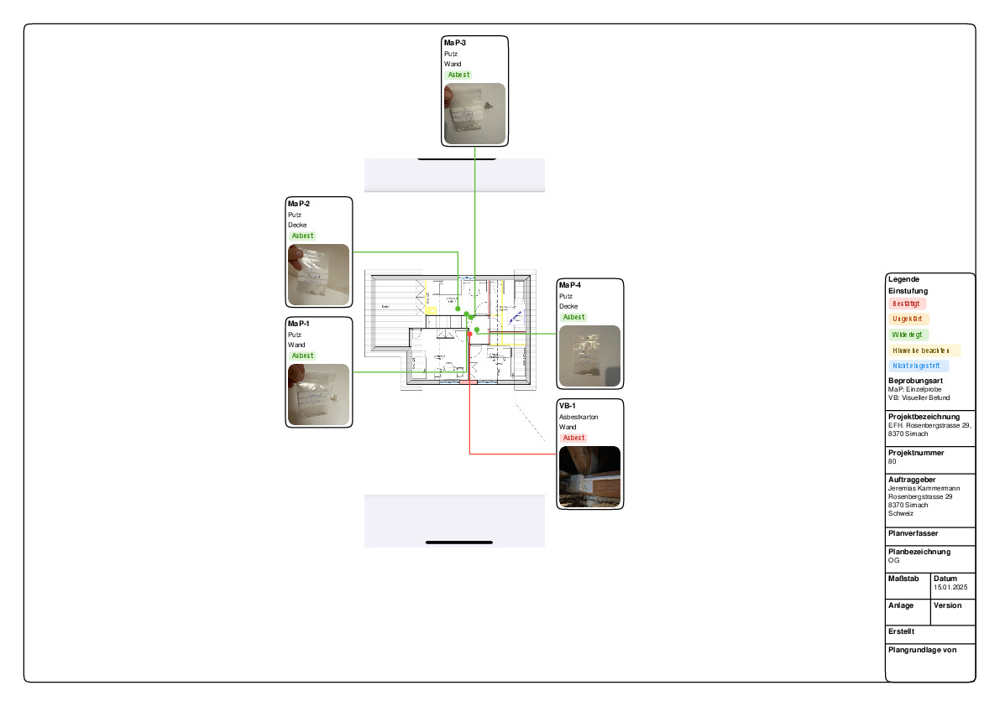 MaP-3
Putz
Wand
Asbest
MaP-2
Putz
Decke
Asbest
MaP-1
Putz
Wand
Asbest
MaP-4
Putz
Decke
Asbest
VB-1
Asbestkarton
Wand
Asbest
Legende
Einstufung
Bestätigt
Ungeklärt
Widerlegt
Hinweise beachten
Nicht eingestuft
Beprobungsart
MaP: Einzelprobe
VB: Visueller Befund
Projektbezeichnung
EFH. Rosenbergstrasse 29,
8370 Sirnach
Projektnummer
80
Auftraggeber
Jeremias Kammermann
Rosenbergstrasse 29
8370 Sirnach
Schweiz
Planverfasser
Planbezeichnung
OG
Maßstab
Datum
15.01.2025
Anlage
Version
Erstellt
Plangrundlage von